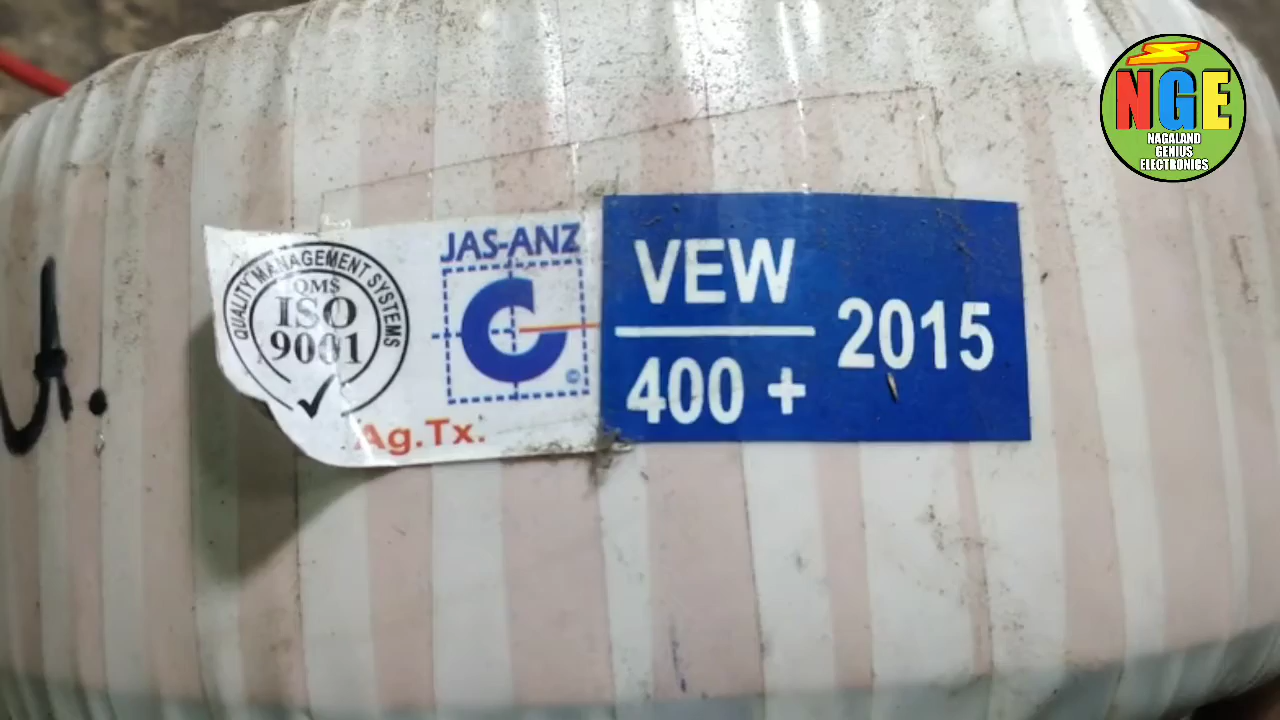 QUALITY MANAGEMENT SYSTEMS
QMS
ISO
9001
JAS-ANZ
©
Ag.Tx.
VEW
400 +
2015
NGE
NAGALAND
GENIUS
ELECTRONICS